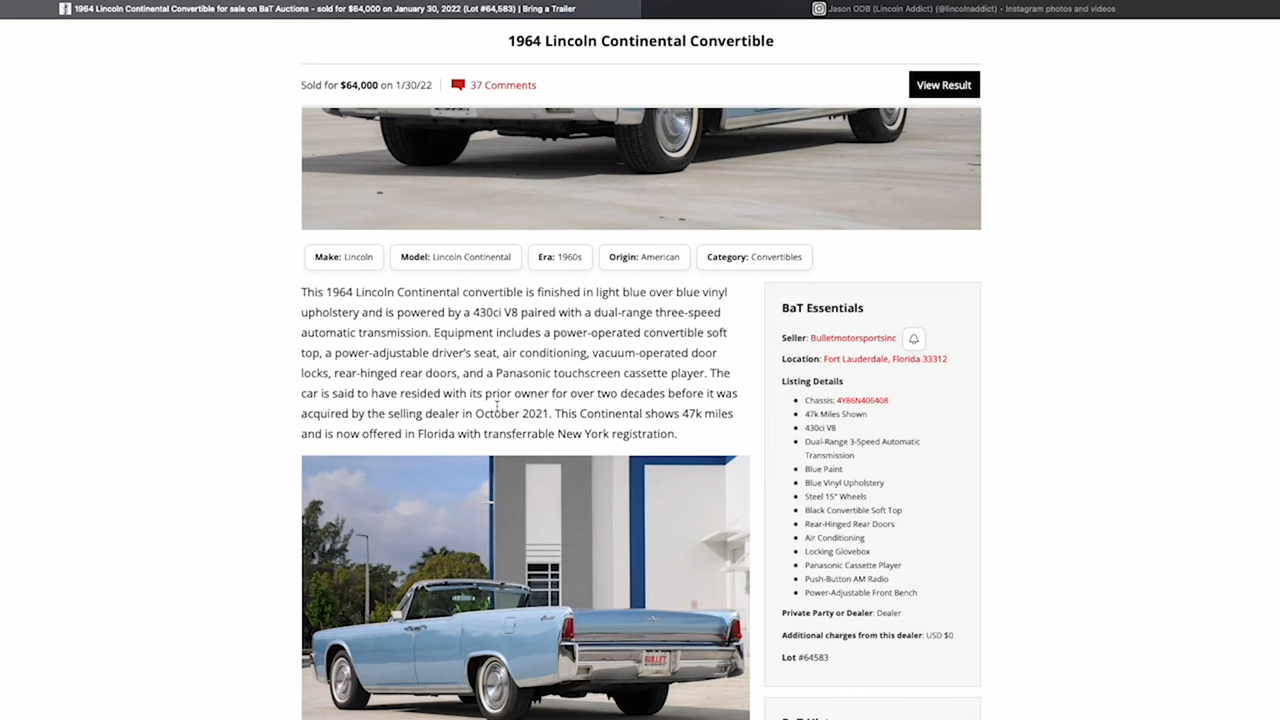 1964 Lincoln Continental Convertible for sale on BaT Auctions - sold for $64,000 on January 30, 2022 (Lot #64,583) | Bring a Trailer
Jason ODB (Lincoln Addict) (@lincolnaddict) • Instagram photos and videos
1964 Lincoln Continental Convertible
Sold for $64,000 on 1/30/22
37 Comments
View Result
Make: Lincoln
Model: Lincoln Continental
Era: 1960s
Origin: American
Category: Convertibles
This 1964 Lincoln Continental convertible is finished in light blue over blue vinyl
upholstery and is powered by a 430ci V8 paired with a dual-range three-speed
automatic transmission. Equipment includes a power-operated convertible soft
top, a power-adjustable driver's seat, air conditioning, vacuum-operated door
locks, rear-hinged rear doors, and a Panasonic touchscreen cassette player. The
car is said to have resided with its prior owner for over two decades before it was
acquired by the selling dealer in October 2021. This Continental shows 47k miles
and is now offered in Florida with transferrable New York registration.
BULLET
BaT Essentials
Seller: Bulletmotorsportsinc
Location: Fort Lauderdale, Florida 33312
Listing Details
Chassis: 4Y86N406408
47k Miles Shown
430ci V8
Dual-Range 3-Speed Automatic
Transmission
Blue Paint
Blue Vinyl Upholstery
Steel 15" Wheels
Black Convertible Soft Top
Rear-Hinged Rear Doors
Air Conditioning
Locking Glovebox
Panasonic Cassette Player
Push-Button AM Radio
Power-Adjustable Front Bench
Private Party or Dealer: Dealer
Additional charges from this dealer: USD $0
Lot #64583